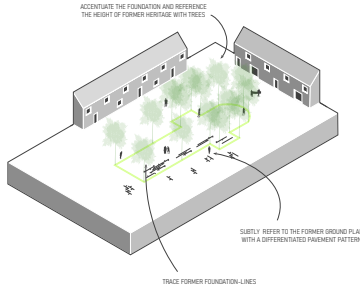 ACCENTUATE THE FOUNDATION AND REFERENCE
THE HEIGHT OF FORMER HERITAGE WITH TREES
SUBTLY REFER TO THE FORMER GROUND PLAN
WITH A DIFFERENTIATED PAVEMENT PATTERN
TRACE FORMER FOUNDATION-LINES